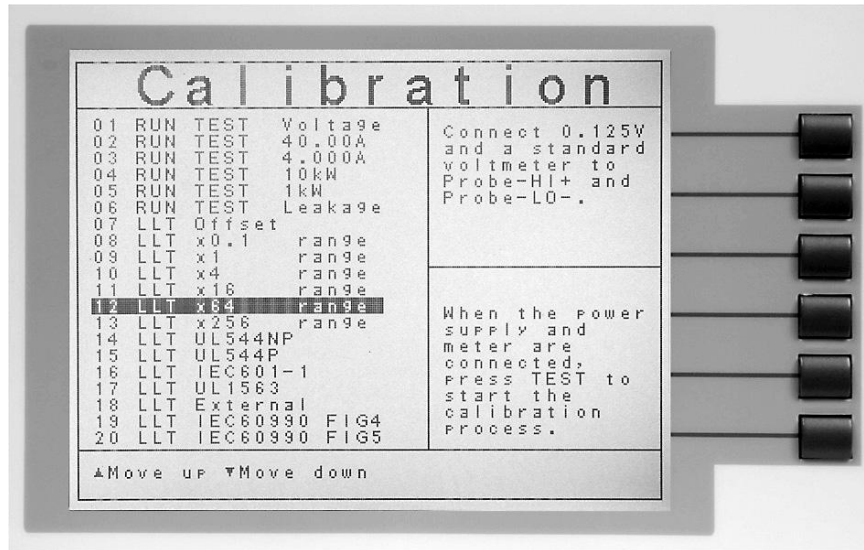 Calibration
01 RUN TEST Voltage
02 RUN TEST 40.00A
03 RUN TEST 4.000A
04 RUN TEST 10kW
05 RUN TEST 1kW
06 RUN TEST Leakage
07 LLT Offset
08 LLT x0.1 range
09 LLT x1 range
10 LLT x4 range
11 LLT x16 range
12 LLT x64 range
13 LLT x256 range
14 LLT UL544NP
15 LLT UL544P
16 LLT IEC601-1
17 LLT UL1563
18 LLT External
19 LLT IEC60990 FIG4
20 LLT IEC60990 FIG5
Connect 0.125V
and a standard
voltmeter to
Probe-HI+ and
Probe-LO-.
When the power
supply and
meter are
connected,
press TEST to
start the
calibration
process.
▲Move up ▼Move down